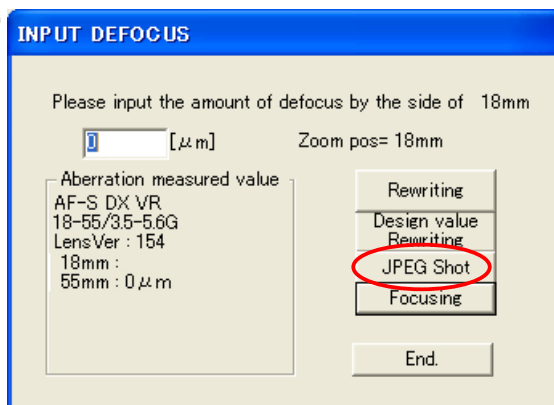 INPUT DEFOCUS
Please input the amount of defocus by the side of 18mm
0 [μm] Zoom pos= 18mm
Aberration measured value
AF-S DX VR
18-55/3.5-5.6G
LensVer : 154
18mm :
55mm : 0μm
Rewriting
Design value
Rewriting
JPEG Shot
Focusing
End.